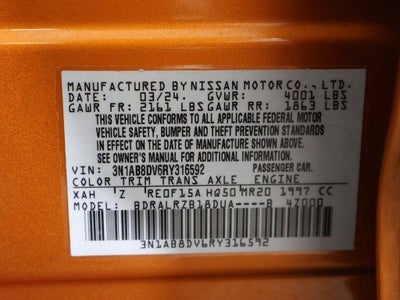 MANUFACTURED BY NISSAN MOTOR CO., LTD.
DATE: 03/24. GVWR: 4001 LBS
GAWR FR: 2161 LBS GAWR RR: 1863 LBS
THIS VEHICLE CONFORMS TO ALL APPLICABLE FEDERAL MOTOR
VEHICLE SAFETY, BUMPER AND THEFT PREVENTION STANDARDS
IN EFFECT ON THE DATE OF MANUFACTURE SHOWN ABOVE.
SEE OWNER'S MANUAL FOR ADDITIONAL INFORMATION
VIN: 3N1AB8DV6RY316592 PASSENGER CAR.
COLOR TRIM TRANS AXLE ENGINE
XAH 'Z RE0F15A HQ50 MR20 1997 CC
MODEL: BDRALRZB18DUA----B 4Z000
3N1AB8DV6RY316592